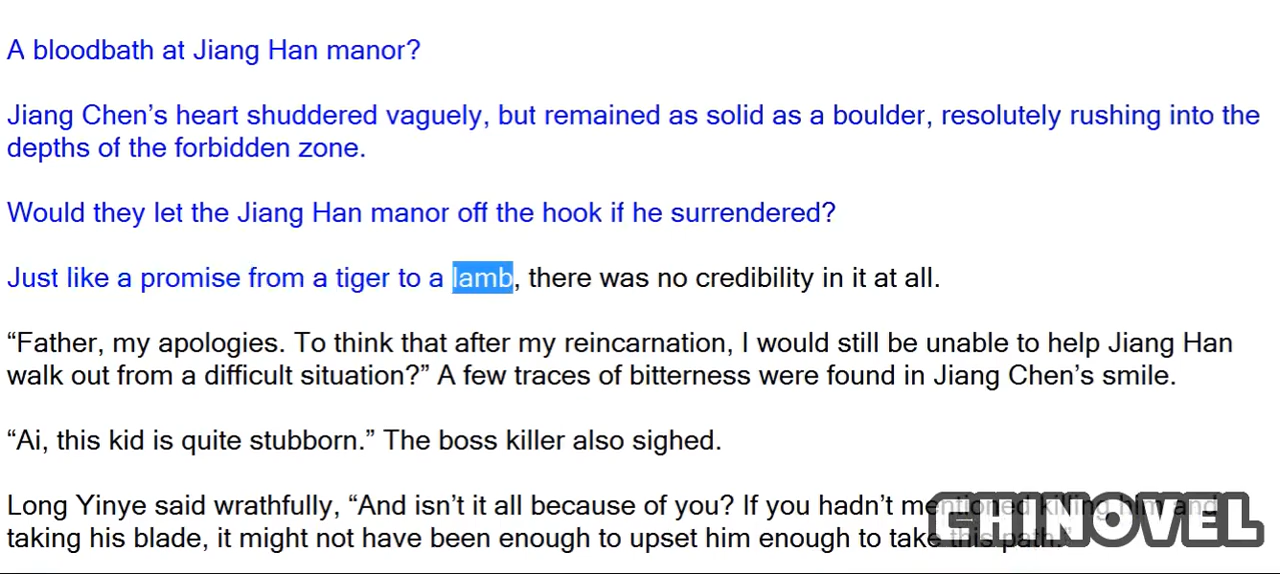 A bloodbath at Jiang Han manor?
Jiang Chen’s heart shuddered vaguely, but remained as solid as a boulder, resolutely rushing into the
depths of the forbidden zone.
Would they let the Jiang Han manor off the hook if he surrendered?
Just like a promise from a tiger to a lamb, there was no credibility in it at all.
“Father, my apologies. To think that after my reincarnation, I would still be unable to help Jiang Han
walk out from a difficult situation?” A few traces of bitterness were found in Jiang Chen’s smile.
“Ai, this kid is quite stubborn.” The boss killer also sighed.
Long Yinye said wrathfully, “And isn’t it all because of you? If you hadn’t mentioned killing him and
taking his blade, it might not have been enough to upset him enough to take this path.”
CHINOVEL